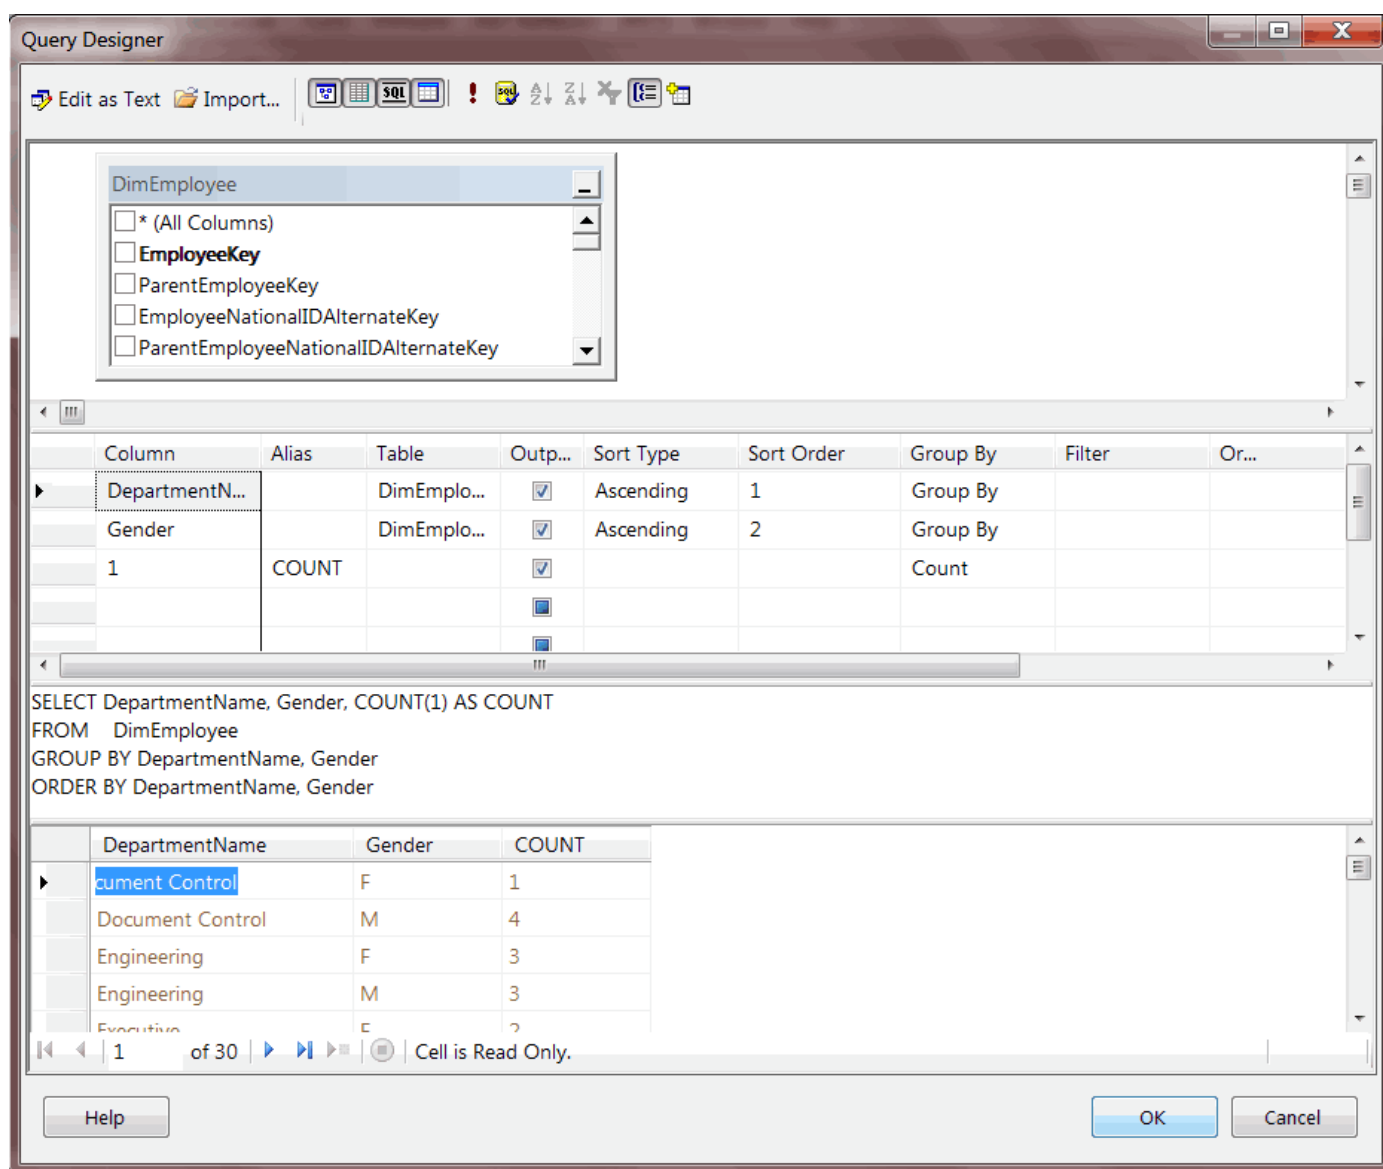 Query Designer
Edit as Text Import... SQL SQL
DimEmployee
* (All Columns)
EmployeeKey
ParentEmployeeKey
EmployeeNationalIDAlternateKey
ParentEmployeeNationalIDAlternateKey
Column Alias Table Outp... Sort Type Sort Order Group By Filter Or...
DepartmentN... DimEmplo... Ascending 1 Group By
Gender DimEmplo... Ascending 2 Group By
1 COUNT Count
SELECT DepartmentName, Gender, COUNT(1) AS COUNT
FROM DimEmployee
GROUP BY DepartmentName, Gender
ORDER BY DepartmentName, Gender
DepartmentName Gender COUNT
cument Control F 1
Document Control M 4
Engineering F 3
Engineering M 3
Executive F 2
1 of 30 Cell is Read Only.
Help OK Cancel